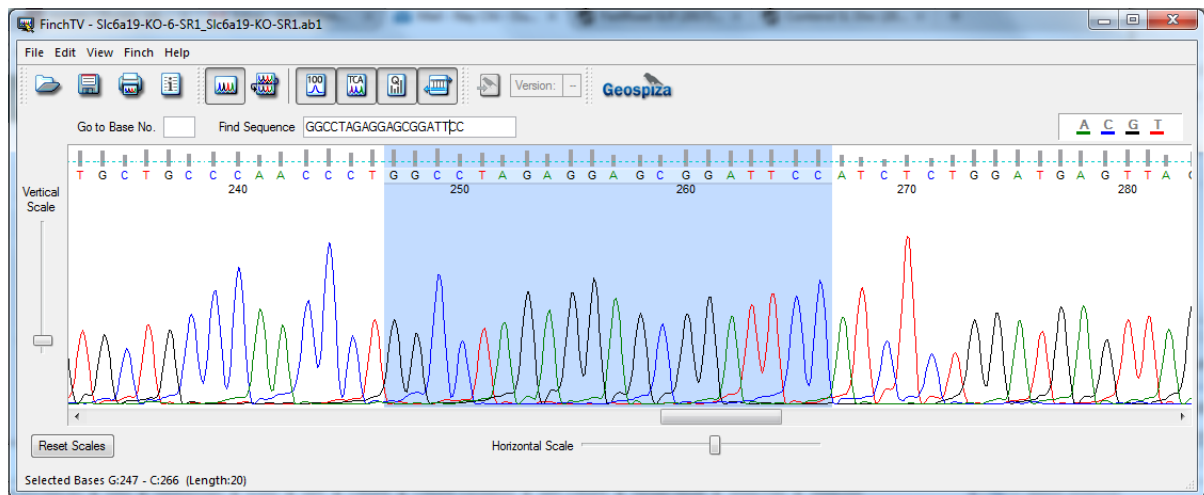 FinchTV - Slc6a19-KO-6-SR1_Slc6a19-KO-SR1.ab1
File Edit View Finch Help
100 TCA Q Version: -- Geospiza
Go to Base No. Find Sequence GGCCTAGAGGAGCGGATTCC A C G T
T G C T G C C C A A C C C T G G C C T A G A G G A G C G G A T T C C A T C T C T G G A T G A G T T A G
240 250 260 270 280
Vertical
Scale
Reset Scales Horizontal Scale
Selected Bases G:247 - C:266 (Length:20)